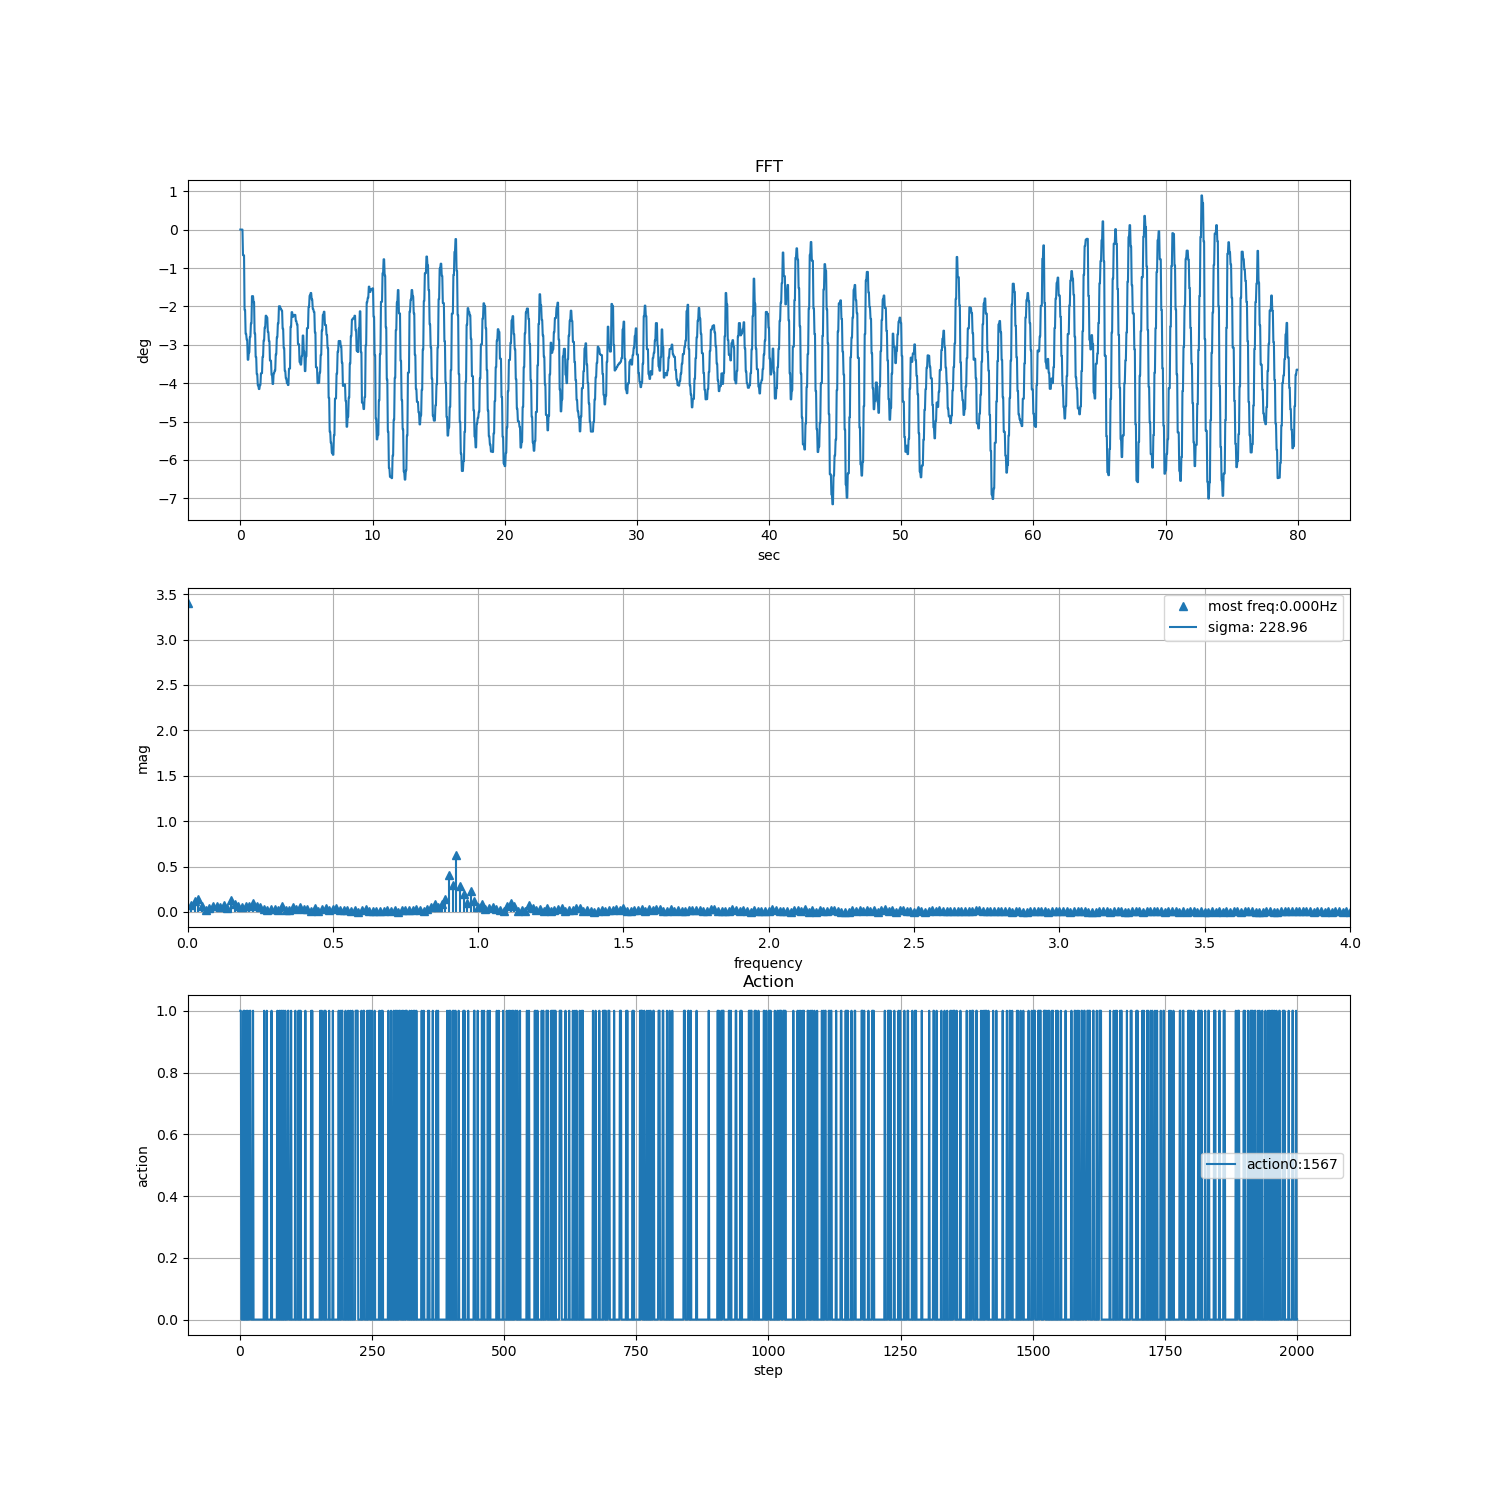 FFT
1
0
−1
−2
−3
−4
−5
−6
−7
deg
0 10 20 30 40 50 60 70 80
sec
3.5
3.0
2.5
2.0
1.5
1.0
0.5
0.0
mag
most freq:0.000Hz
sigma: 228.96
0.0 0.5 1.0 1.5 2.0 2.5 3.0 3.5 4.0
frequency
Action
1.0
0.8
0.6
0.4
0.2
0.0
action
action0:1567
0 250 500 750 1000 1250 1500 1750 2000
step